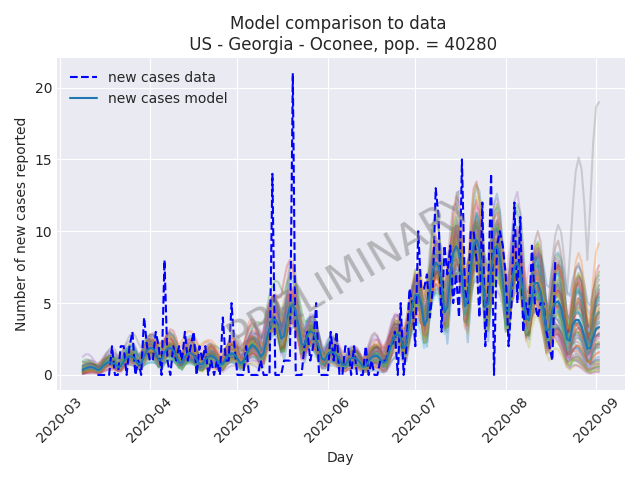 Model comparison to data
US - Georgia - Oconee, pop. = 40280
new cases data
new cases model
PRELIMINARY
Number of new cases reported
20
15
10
5
0
2020-03
2020-04
2020-05
2020-06
2020-07
2020-08
2020-09
Day